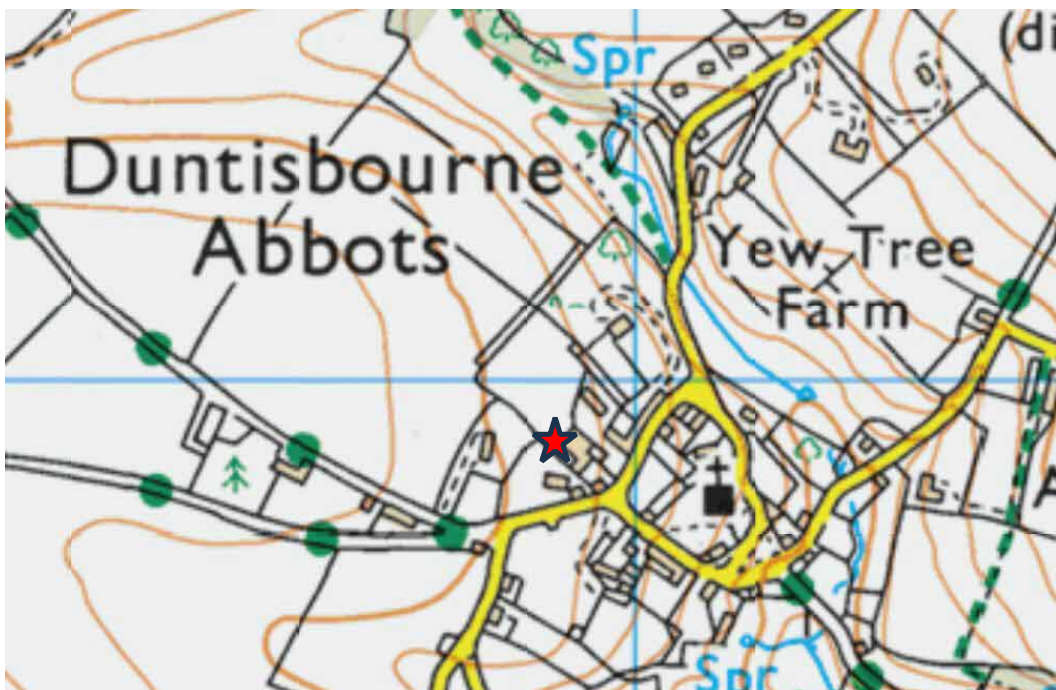 (di
Spr
Duntisbourne
Abbots
Yew Tree
Farm
A
Spr